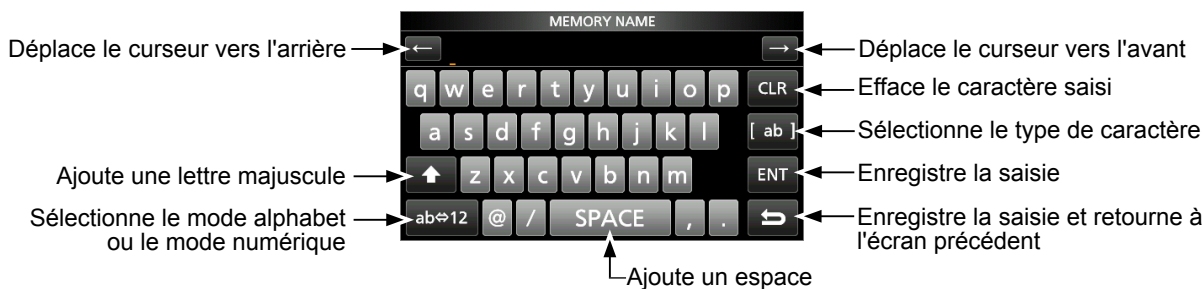 MEMORY NAME
Déplace le curseur vers l'arrière
←
→
Déplace le curseur vers l'avant
q w e r t y u i o p
CLR
Efface le caractère saisi
a s d f g h j k l
[ ab ]
Sélectionne le type de caractère
Ajoute une lettre majuscule
z x c v b n m
ENT
Enregistre la saisie
Sélectionne le mode alphabet
ou le mode numérique
ab⇔12 @ / SPACE , .
Enregistre la saisie et retourne à
l'écran précédent
Ajoute un espace